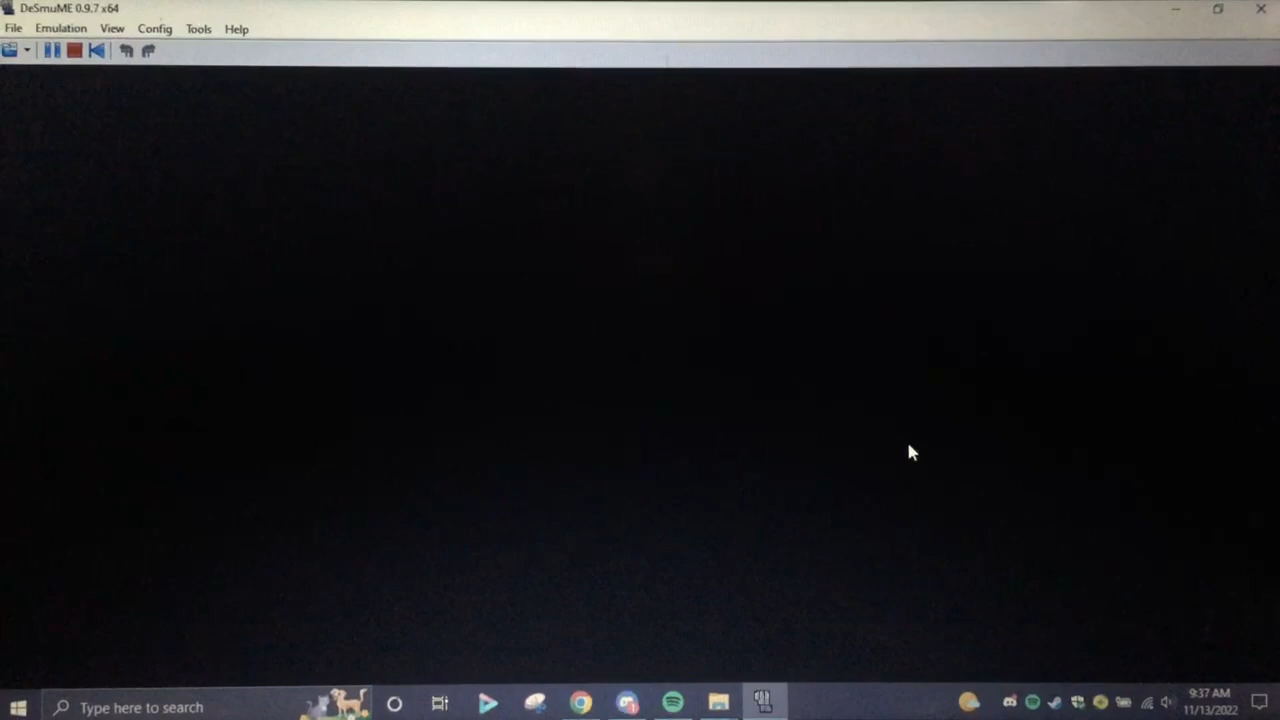 DeSmuME 0.9.7 x64
File Emulation View Config Tools Help
Type here to search
9:37 AM
11/13/2022